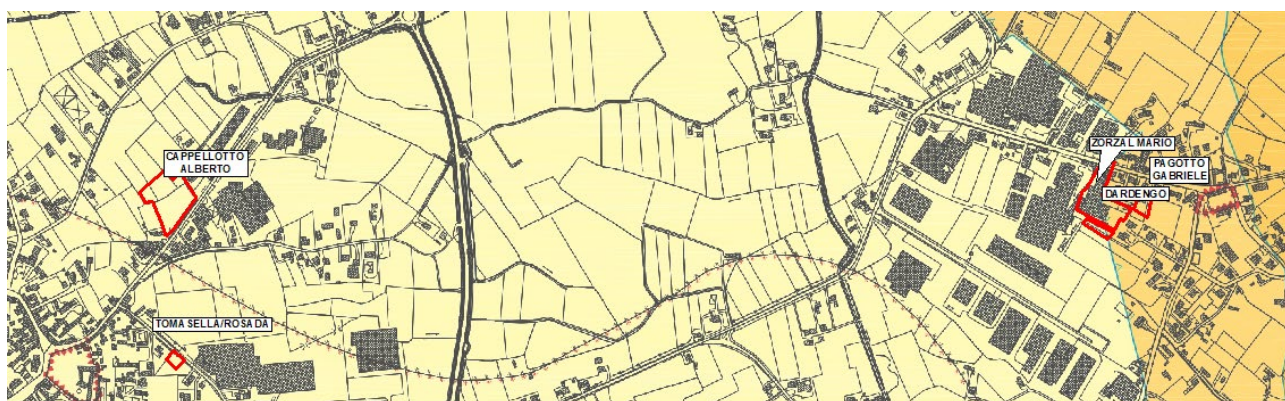 CAPPELLOTTO
ALBERTO
TOMASELLA/ROSADA
ZORZAL MARIO
PAGOTTO
GABRIELE
DARDENGO